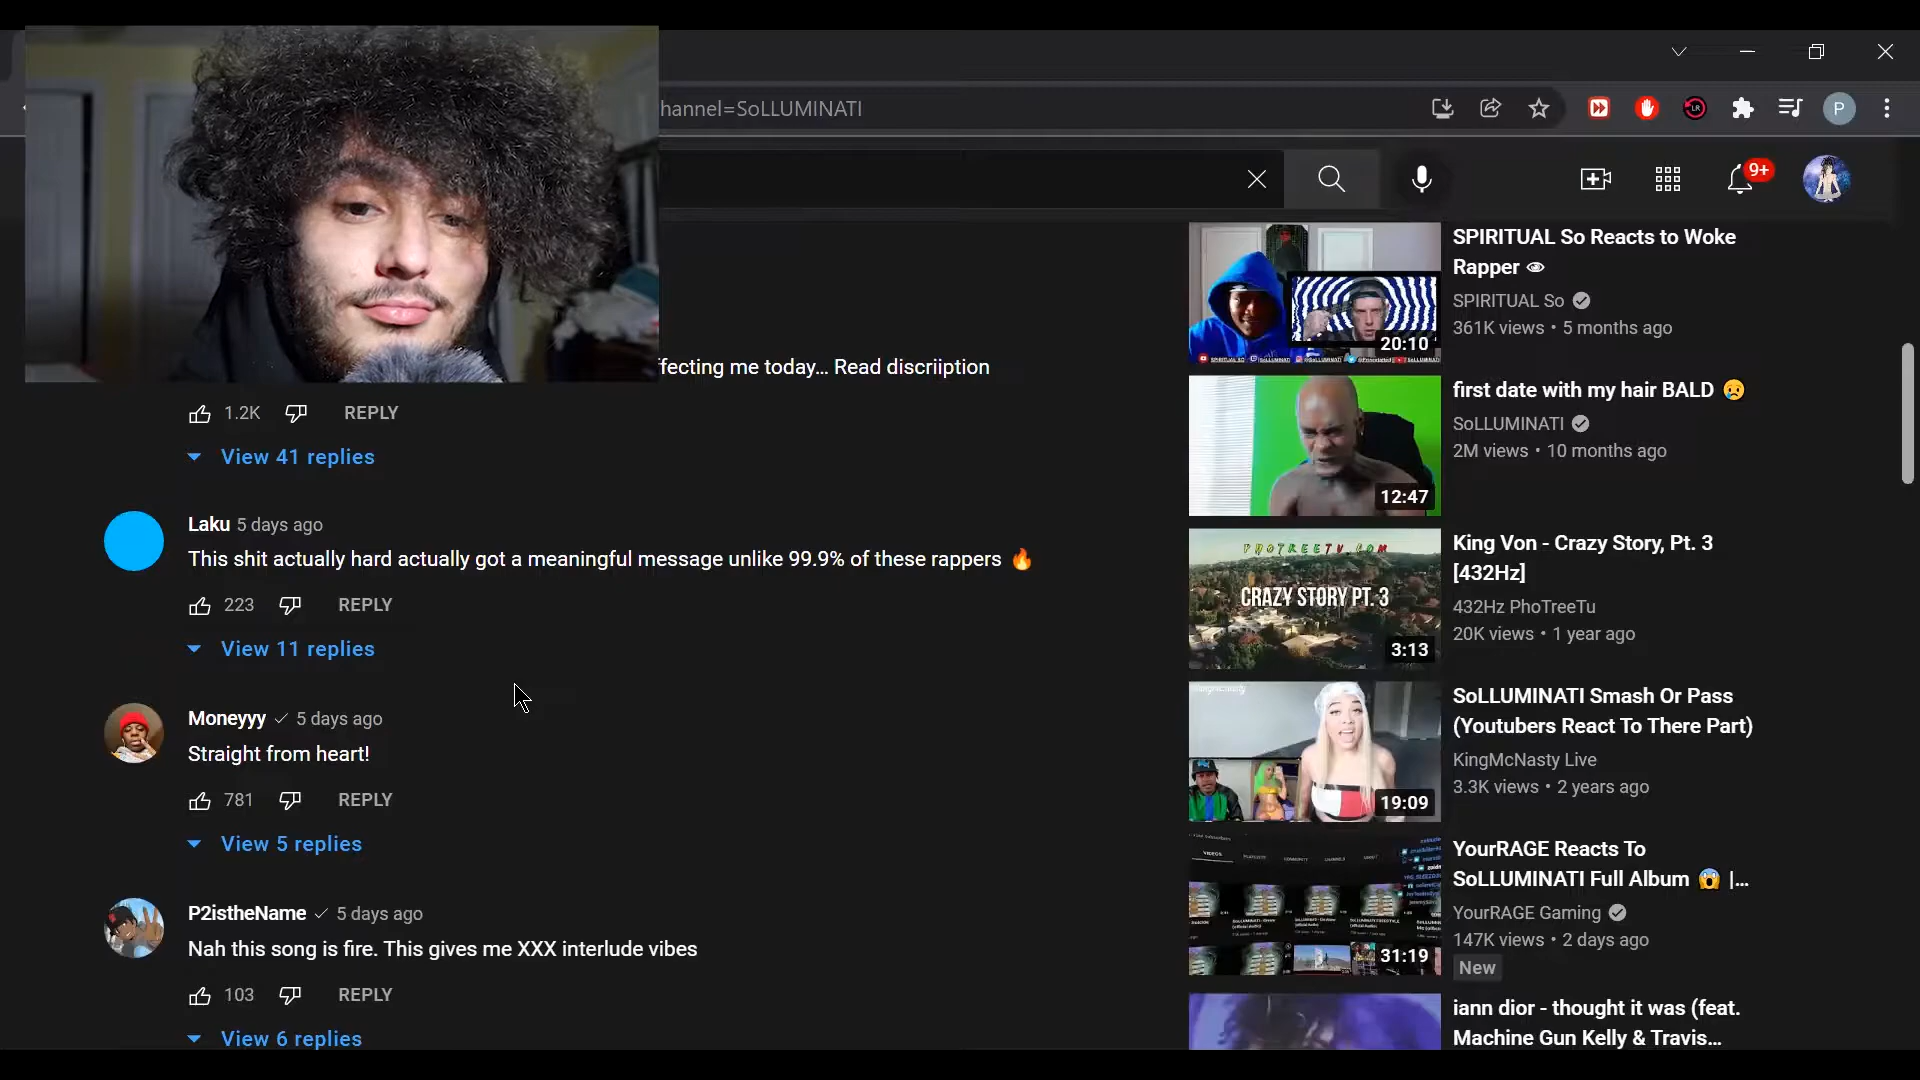 hannel=SoLLUMINATI
P
9+
ffecting me today... Read discriiption
1.2K REPLY
View 41 replies
Laku 5 days ago
This shit actually hard actually got a meaningful message unlike 99.9% of these rappers 🔥
223 REPLY
View 11 replies
Moneyyy 5 days ago
Straight from heart!
781 REPLY
View 5 replies
P2istheName 5 days ago
Nah this song is fire. This gives me XXX interlude vibes
103 REPLY
View 6 replies
20:10
SPIRITUAL So Reacts to Woke
Rapper 👁
SPIRITUAL So
361K views • 5 months ago
12:47
first date with my hair BALD 😥
SoLLUMINATI
2M views • 10 months ago
PHOTREETV.COM
CRAZY STORY PT. 3
3:13
King Von - Crazy Story, Pt. 3
[432Hz]
432Hz PhoTreeTu
20K views • 1 year ago
19:09
SoLLUMINATI Smash Or Pass
(Youtubers React To There Part)
KingMcNasty Live
3.3K views • 2 years ago
31:19
YourRAGE Reacts To
SoLLUMINATI Full Album 😱 |...
YourRAGE Gaming
147K views • 2 days ago
New
iann dior - thought it was (feat.
Machine Gun Kelly & Travis...